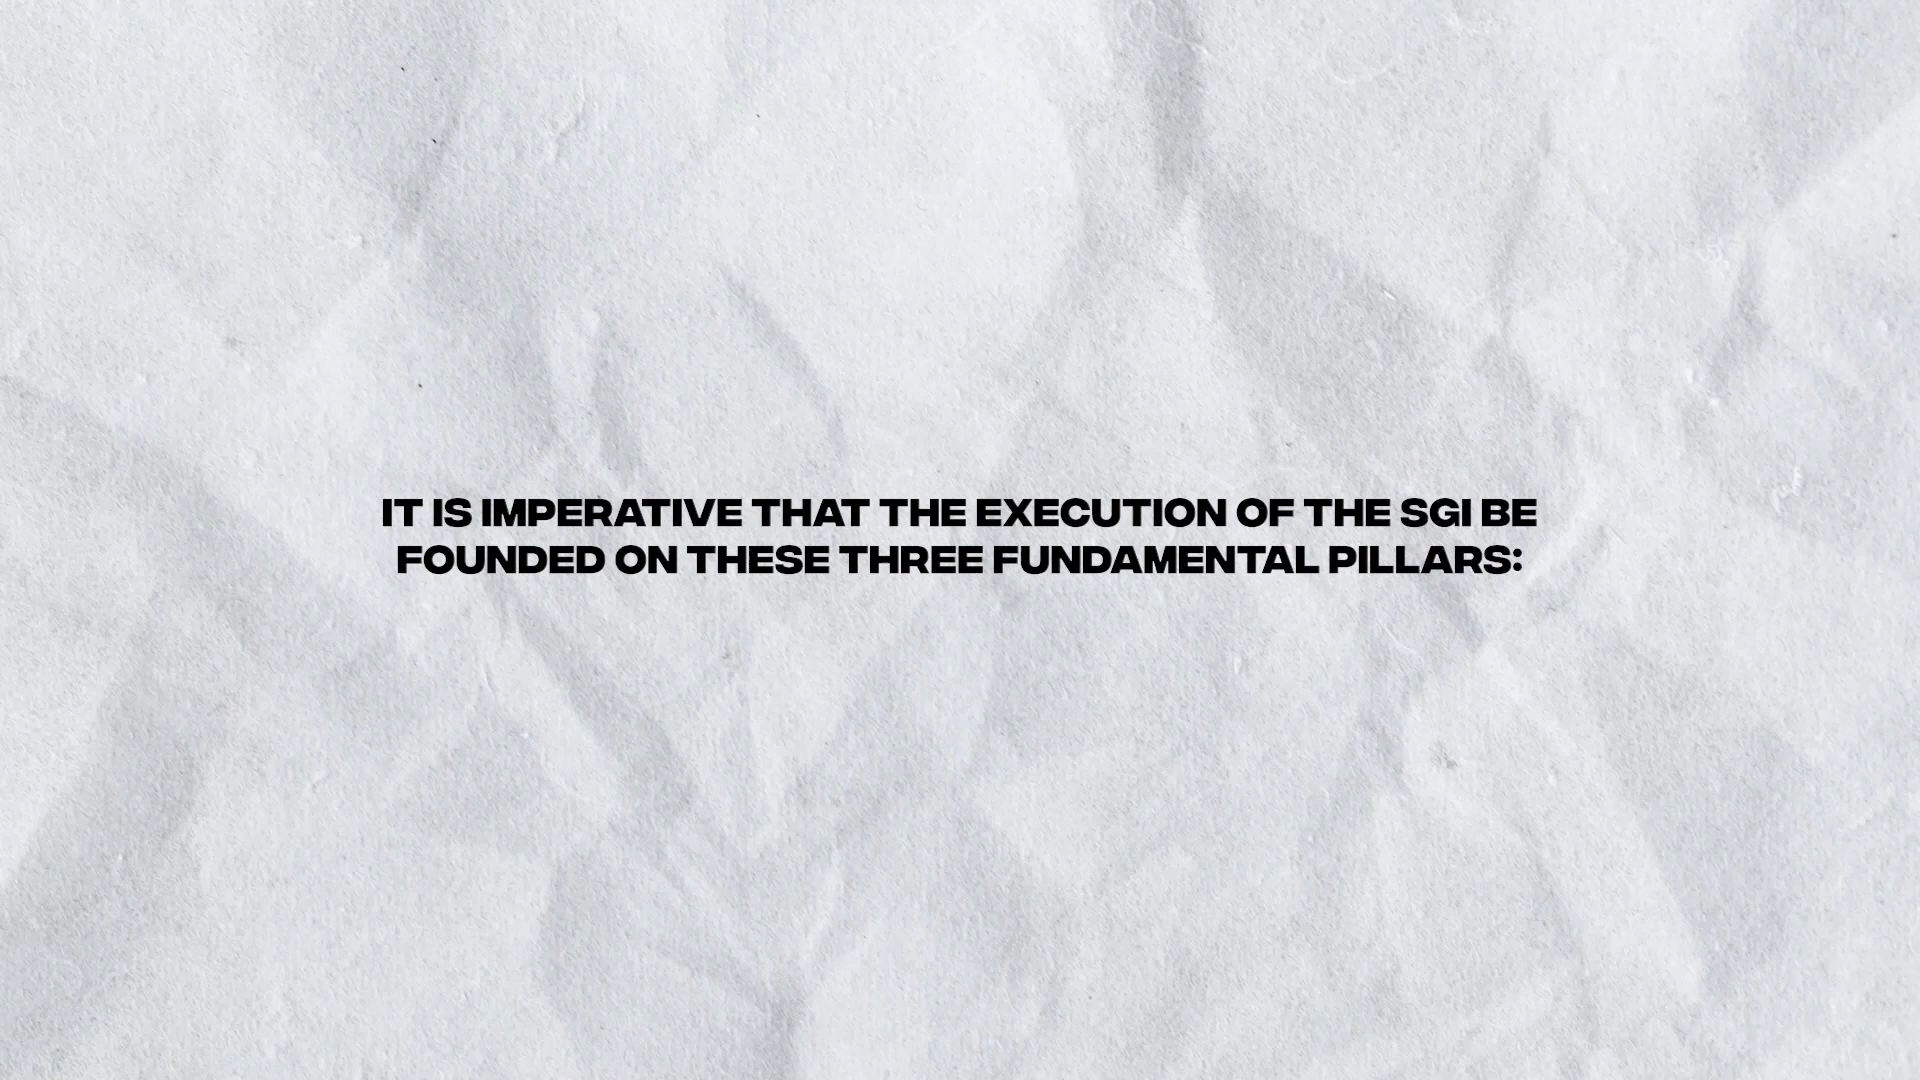 IT IS IMPERATIVE THAT THE EXECUTION OF THE SGI BE
FOUNDED ON THESE THREE FUNDAMENTAL PILLARS: